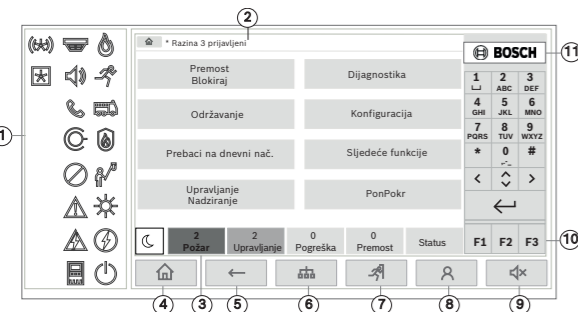 2
* Razina 3 prijavljeni
BOSCH
11
Premost
Blokiraj
Dijagnostika
Održavanje
Konfiguracija
Prebaci na dnevni nač.
Sljedeće funkcije
Upravljanje
Nadziranje
PonPokr
1 2 3
ABC DEF
4 5 6
GHI JKL MNO
7 8 9
PQRS TUV WXYZ
* 0 #
1
2
Požar
2
Upravljanje
0
Pogreška
0
Premost
Status
F1 F2 F3
10
4 3 5 6 7 8 9